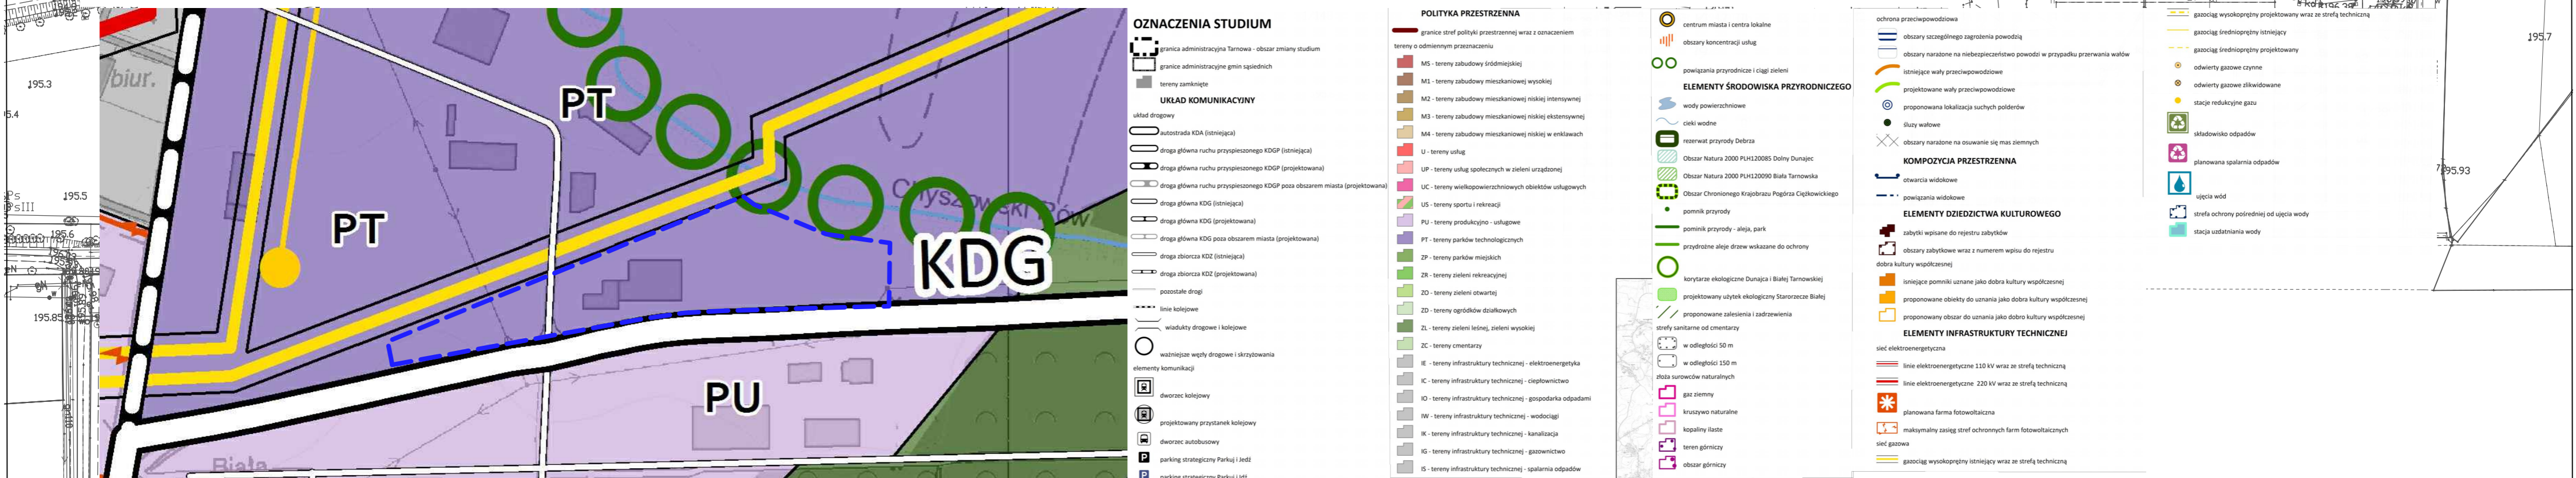 195.3
195.5
195.6
195.85
biur.
PT
PT
PU
KDG
Chyszowski Rów
Biała
OZNACZENIA STUDIUM
granica administracyjna Tarnowa - obszar zmiany studium
granice administracyjne gmin sąsiednich
tereny zamknięte
UKŁAD KOMUNIKACYJNY
układ drogowy
autostrada KDA (istniejąca)
droga główna ruchu przyspieszonego KDGP (istniejąca)
droga główna ruchu przyspieszonego KDGP (projektowana)
droga główna ruchu przyspieszonego KDGP poza obszarem miasta (projektowana)
droga główna KDG (istniejąca)
droga główna KDG (projektowana)
droga główna KDG poza obszarem miasta (projektowana)
droga zbiorcza KDZ (istniejąca)
droga zbiorcza KDZ (projektowana)
pozostałe drogi
linie kolejowe
wiadukty drogowe i kolejowe
ważniejsze węzły drogowe i skrzyżowania
elementy komunikacji
dworzec kolejowy
projektowany przystanek kolejowy
dworzec autobusowy
P parking strategiczny Parkuj i Jedź
POLITYKA PRZESTRZENNA
granice stref polityki przestrzennej wraz z oznaczeniem
tereny o odmiennym przeznaczeniu
MS - tereny zabudowy śródmiejskiej
M1 - tereny zabudowy mieszkaniowej wysokiej
M2 - tereny zabudowy mieszkaniowej niskiej intensywnej
M3 - tereny zabudowy mieszkaniowej niskiej ekstensywnej
M4 - tereny zabudowy mieszkaniowej niskiej w enklawach
U - tereny usług
UP - tereny usług społecznych w zieleni urządzonej
UC - tereny wielkopowierzchniowych obiektów usługowych
US - tereny sportu i rekreacji
PU - tereny produkcyjno - usługowe
PT - tereny parków technologicznych
ZP - tereny parków miejskich
ZR - tereny zieleni rekreacyjnej
ZO - tereny zieleni otwartej
ZD - tereny ogródków działkowych
ZL - tereny zieleni leśnej, zieleni wysokiej
ZC - tereny cmentarzy
IE - tereny infrastruktury technicznej - elektroenergetyka
IC - tereny infrastruktury technicznej - ciepłownictwo
IO - tereny infrastruktury technicznej - gospodarka odpadami
IW - tereny infrastruktury technicznej - wodociągi
IK - tereny infrastruktury technicznej - kanalizacja
IG - tereny infrastruktury technicznej - gazownictwo
IS - tereny infrastruktury technicznej - spalarnia odpadów
centrum miasta i centra lokalne
obszary koncentracji usług
powiązania przyrodnicze i ciągi zieleni
ELEMENTY ŚRODOWISKA PRZYRODNICZEGO
wody powierzchniowe
cieki wodne
rezerwat przyrody Debrza
Obszar Natura 2000 PLH120085 Dolny Dunajec
Obszar Natura 2000 PLH120090 Biała Tarnowska
Obszar Chronionego Krajobrazu Pogórza Ciężkowickiego
pomnik przyrody
pominik przyrody - aleja, park
przydrożne aleje drzew wskazane do ochrony
korytarze ekologiczne Dunajca i Białej Tarnowskiej
projektowany użytek ekologiczny Starorzecze Białej
proponowane zalesienia i zadrzewienia
strefy sanitarne od cmentarzy
w odległości 50 m
w odległości 150 m
złoża surowców naturalnych
gaz ziemny
kruszywo naturalne
kopaliny ilaste
teren górniczy
obszar górniczy
ochrona przeciwpowodziowa
obszary szczególnego zagrożenia powodzią
obszary narażone na niebezpieczeństwo powodzi w przypadku przerwania wałów
istniejące wały przeciwpowodziowe
projektowane wały przeciwpowodziowe
proponowana lokalizacja suchych polderów
śluzy wałowe
obszary narażone na osuwanie się mas ziemnych
KOMPOZYCJA PRZESTRZENNA
otwarcia widokowe
powiązania widokowe
ELEMENTY DZIEDZICTWA KULTUROWEGO
zabytki wpisane do rejestru zabytków
obszary zabytkowe wraz z numerem wpisu do rejestru
dobra kultury współczesnej
isniejące pomniki uznane jako dobra kultury współczesnej
proponowane obiekty do uznania jako dobra kultury współczesnej
proponowany obszar do uznania jako dobro kultury współczesnej
ELEMENTY INFRASTRUKTURY TECHNICZNEJ
sieć elektroenergetyczna
linie elektroenergetyczne 110 kV wraz ze strefą techniczną
linie elektroenergetyczne 220 kV wraz ze strefą techniczną
planowana farma fotowoltaiczna
maksymalny zasięg stref ochronnych farm fotowoltaicznych
sieć gazowa
gazociąg wysokoprężny istniejący wraz ze strefą techniczną
gazociąg wysokoprężny projektowany wraz ze strefą techniczną
gazociąg średnioprężny istniejący
gazociąg średnioprężny projektowany
odwierty gazowe czynne
odwierty gazowe zlikwidowane
stacje redukcyjne gazu
składowisko odpadów
planowana spalarnia odpadów
ujęcia wód
strefa ochrony pośredniej od ujęcia wody
stacja uzdatniania wody
195.7